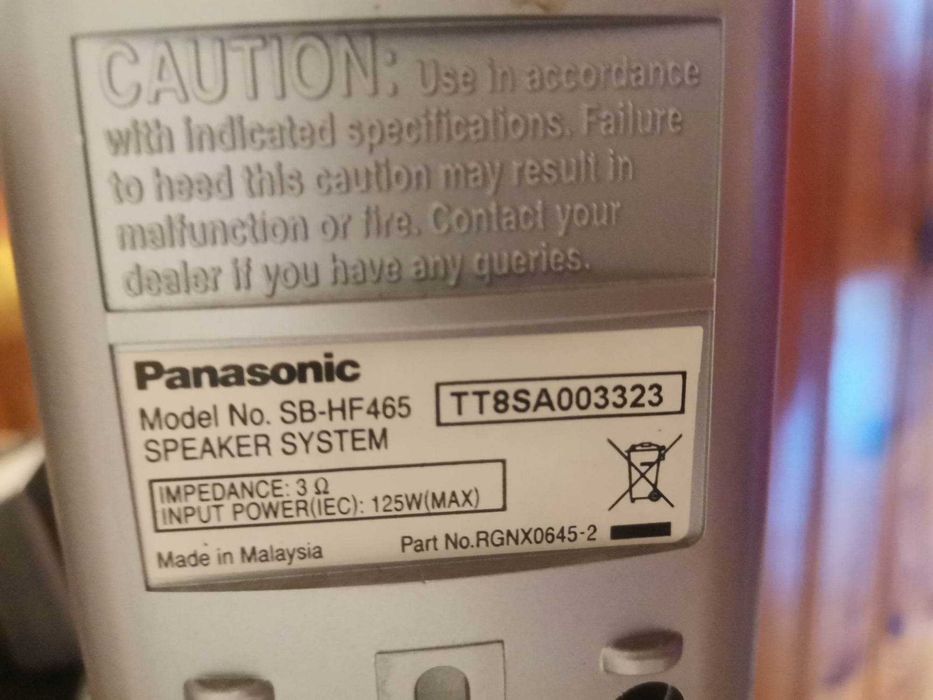 CAUTION: Use in accordance
with indicated specifications. Failure
to heed this caution may result in
malfunction or fire. Contact your
dealer if you have any queries.
Panasonic
Model No. SB-HF465
TT8SA003323
SPEAKER SYSTEM
IMPEDANCE: 3 Ω
INPUT POWER(IEC): 125W(MAX)
Made in Malaysia
Part No.RGNX0645-2